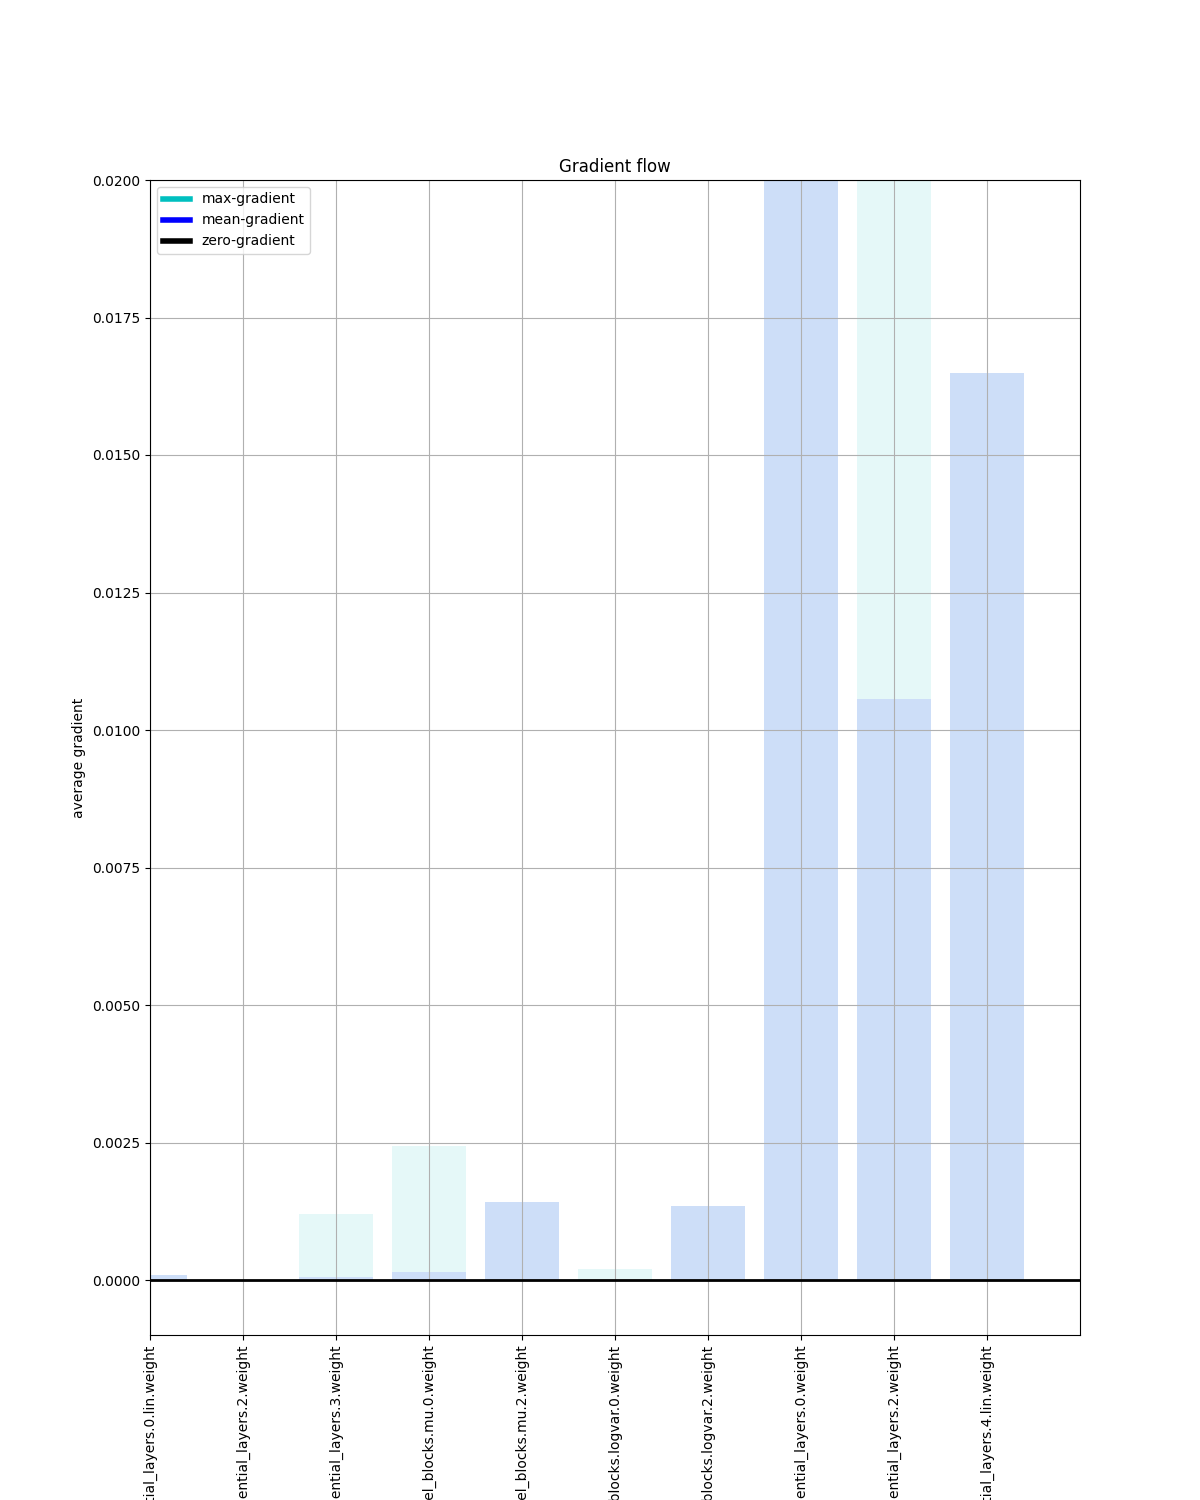 Gradient flow
max-gradient
mean-gradient
zero-gradient
0.0200
0.0175
0.0150
0.0125
0.0100
0.0075
0.0050
0.0025
0.0000
average gradient
tial_layers.0.lin.weight
ential_layers.2.weight
ential_layers.3.weight
el_blocks.mu.0.weight
el_blocks.mu.2.weight
blocks.logvar.0.weight
blocks.logvar.2.weight
ential_layers.0.weight
ential_layers.2.weight
tial_layers.4.lin.weight